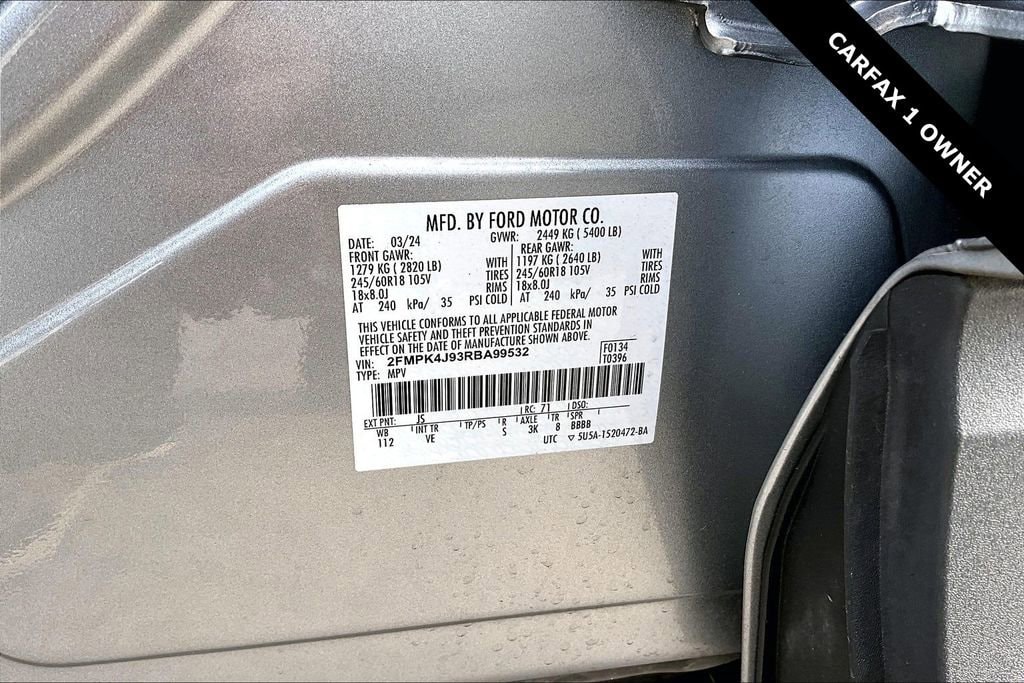 CARFAX 1 OWNER
MFD. BY FORD MOTOR CO.
DATE: 03/24 GVWR: 2449 KG ( 5400 LB)
FRONT GAWR: REAR GAWR:
1279 KG ( 2820 LB) WITH 1197 KG ( 2640 LB) WITH
245/60R18 105V TIRES 245/60R18 105V TIRES
18x8.0J RIMS 18x8.0J RIMS
AT 240 kPa/ 35 PSI COLD AT 240 kPa/ 35 PSI COLD
THIS VEHICLE CONFORMS TO ALL APPLICABLE FEDERAL MOTOR
VEHICLE SAFETY AND THEFT PREVENTION STANDARDS IN
EFFECT ON THE DATE OF MANUFACTURE SHOWN ABOVE.
VIN: 2FMPK4J93RBA99532 F0134
TYPE: MPV T0396
EXT PNT: JS RC: 71 DSO:
WB INT TR TP/PS R AXLE TR SPR
112 VE S 3K 8 BBBB
UTC ▽ 5U5A-1520472-BA